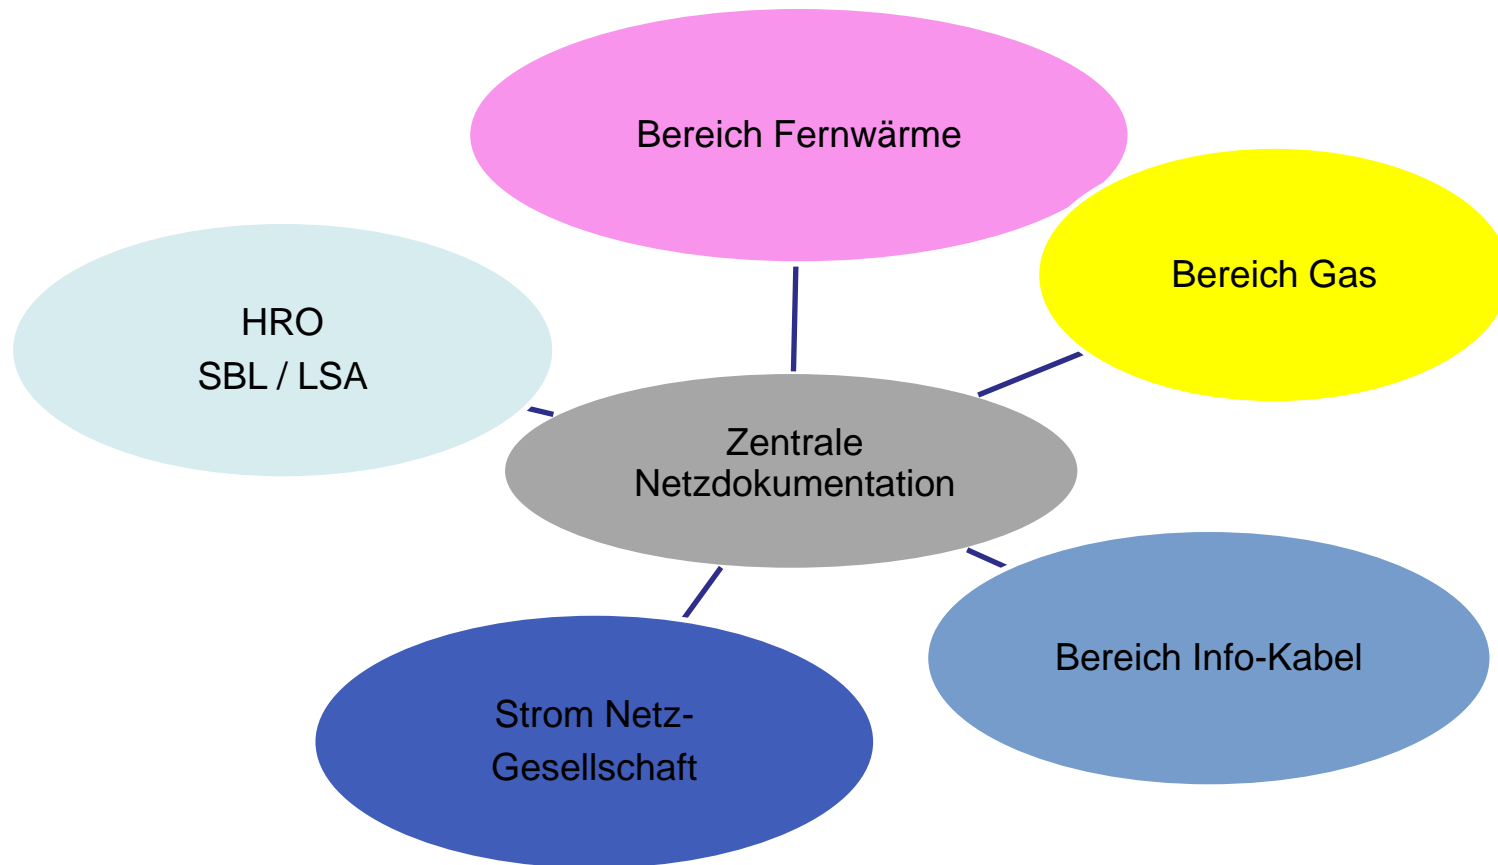 Bereich Fernwärme
Bereich Gas
HRO
SBL / LSA
Zentrale
Netzdokumentation
Bereich Info-Kabel
Strom Netz-
Gesellschaft